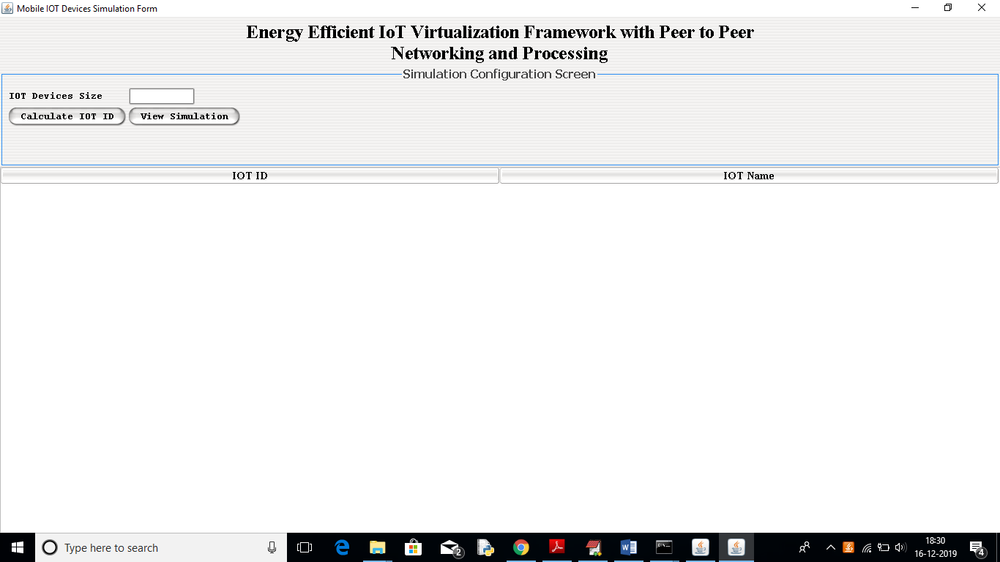 Mobile IOT Devices Simulation Form
Energy Efficient IoT Virtualization Framework with Peer to Peer
Networking and Processing
Simulation Configuration Screen
IOT Devices Size
Calculate IOT ID View Simulation
IOT ID IOT Name
Type here to search
2
18:30
16-12-2019
4